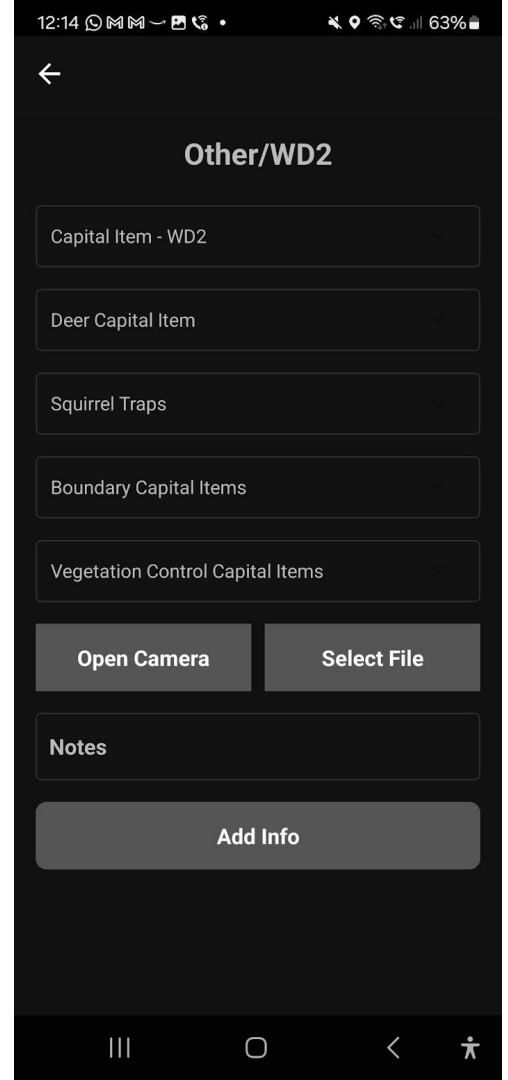 12:14
63%
Other/WD2
Capital Item - WD2
Deer Capital Item
Squirrel Traps
Boundary Capital Items
Vegetation Control Capital Items
Open Camera
Select File
Notes
Add Info